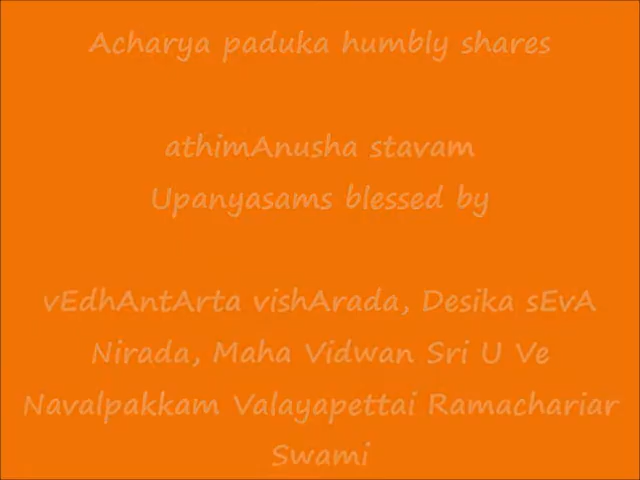 Acharya paduka humbly shares
athimAnusha stavam
Upanyasams blessed by
vEdhAntArta vishArada, Desika sEvA
Nirada, Maha Vidwan Sri U Ve
Navalpakkam Valayapettai Ramachariar
Swami